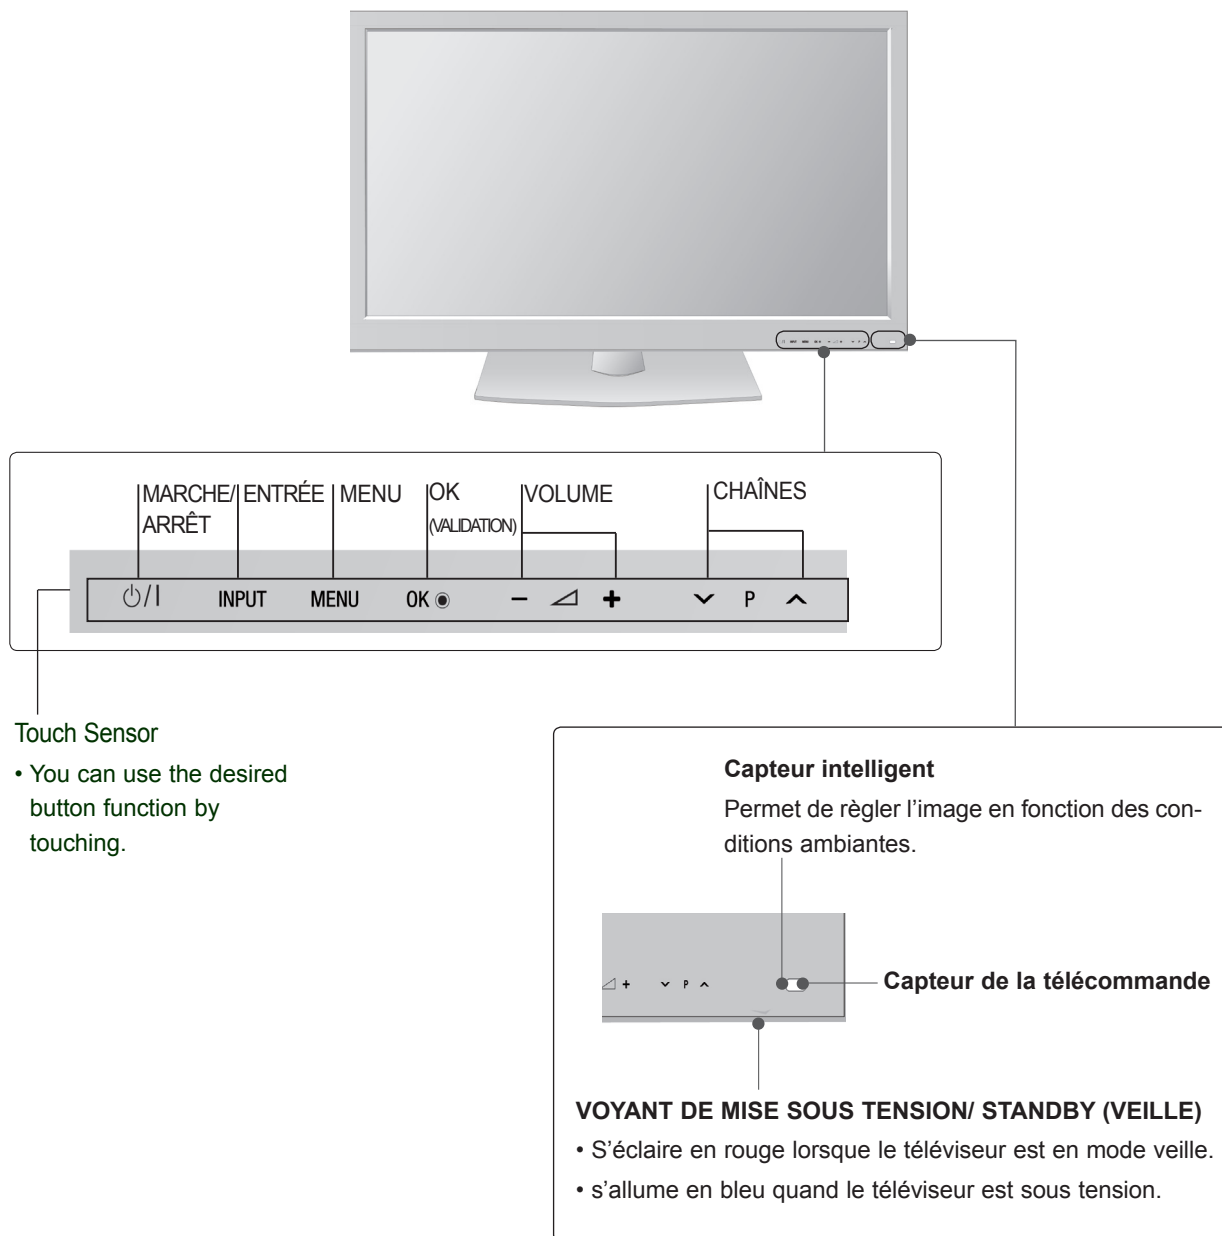 MARCHE/ ENTRÉE MENU OK VOLUME CHAÎNES
ARRÊT (VALIDATION)
⏻/I INPUT MENU OK ◉ − + ⌵ P ⌃
Touch Sensor
• You can use the desired
button function by
touching.
Capteur intelligent
Permet de règler l’image en fonction des con-
ditions ambiantes.
+ ⌵ P ⌃
Capteur de la télécommande
VOYANT DE MISE SOUS TENSION/ STANDBY (VEILLE)
• S’éclaire en rouge lorsque le téléviseur est en mode veille.
• s’allume en bleu quand le téléviseur est sous tension.